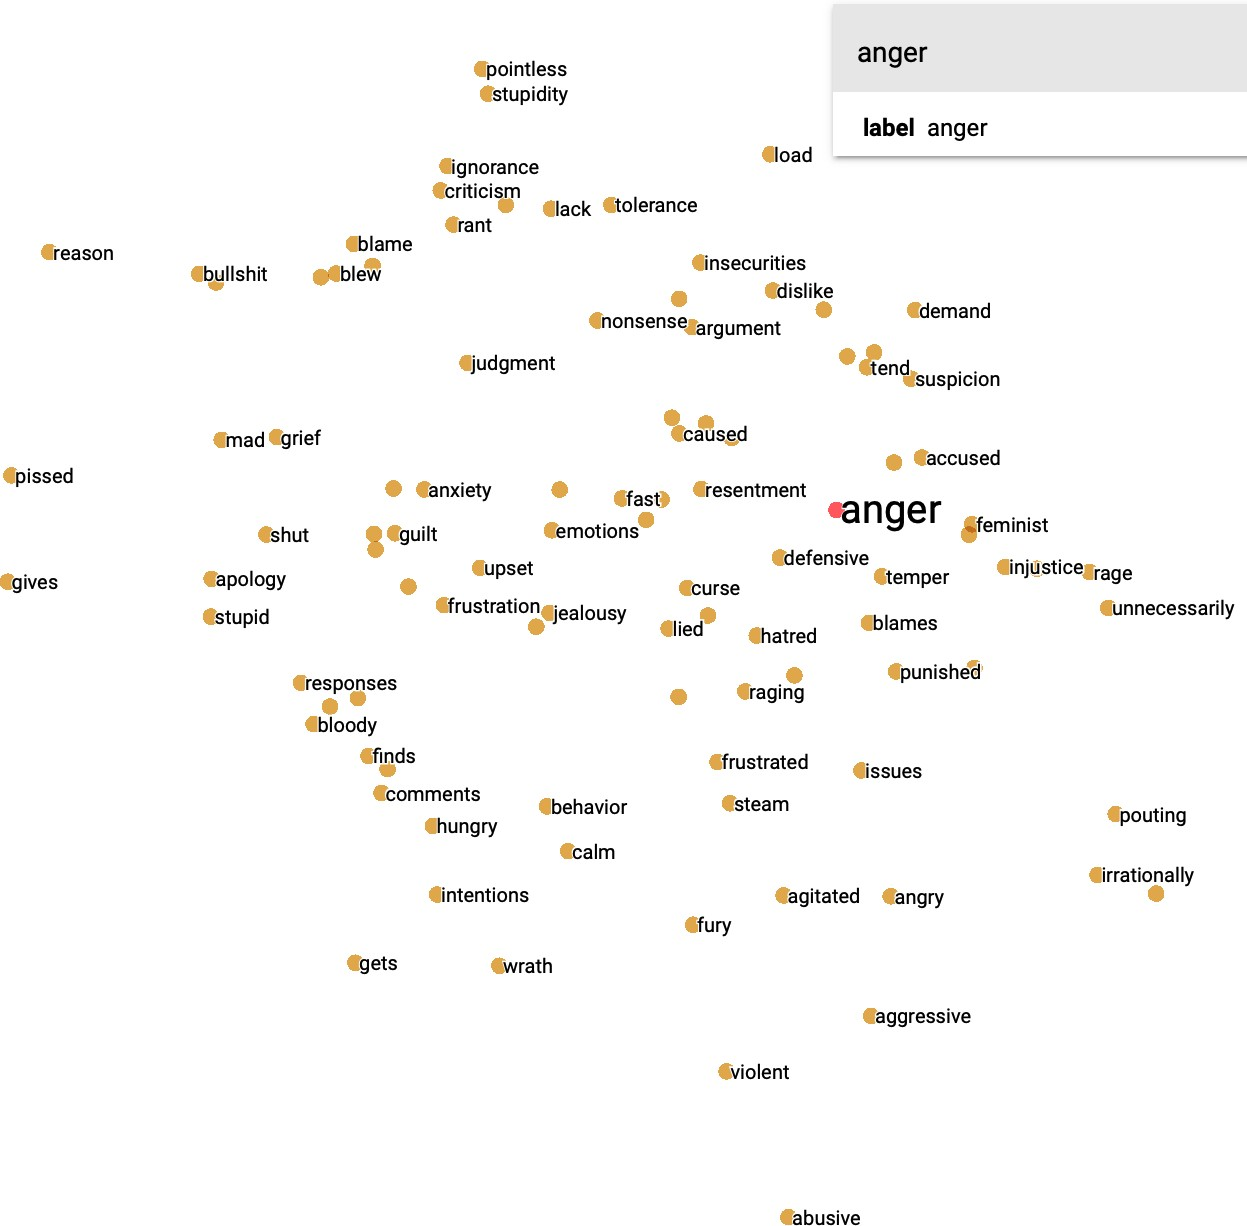 anger
label anger
pointless
stupidity
load
ignorance
criticism
lack
tolerance
rant
blame
reason
bullshit
blew
insecurities
dislike
demand
nonsense
argument
judgment
tend
suspicion
caused
mad
grief
accused
pissed
anxiety
fast
resentment
anger
feminist
shut
guilt
emotions
defensive
injustice
rage
upset
temper
gives
apology
curse
frustration
jealousy
unnecessarily
stupid
lied
hatred
blames
punished
responses
raging
bloody
finds
frustrated
issues
comments
behavior
steam
pouting
hungry
calm
irrationally
intentions
agitated
angry
fury
gets
wrath
aggressive
violent
abusive